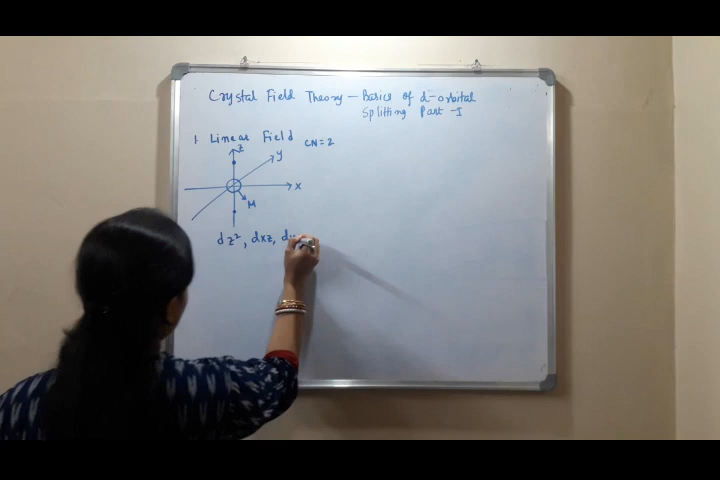 Crystal Field Theory – Basics of d-orbital
Splitting Part -I
1. Linear Field CN=2
z
y
x
M
dz², dxz, d